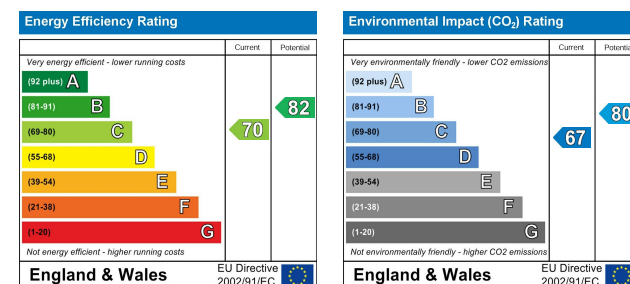 Energy Efficiency Rating
Current Potential
Very energy efficient - lower running costs
(92 plus) A
(81-91) B
(69-80) C
(55-68) D
(39-54) E
(21-38) F
(1-20) G
70
82
Not energy efficient - higher running costs
England & Wales
EU Directive
2002/91/EC
Environmental Impact (CO₂) Rating
Current Potential
Very environmentally friendly - lower CO2 emissions
(92 plus) A
(81-91) B
(69-80) C
(55-68) D
(39-54) E
(21-38) F
(1-20) G
67
80
Not environmentally friendly - higher CO2 emissions
England & Wales
EU Directive
2002/91/EC